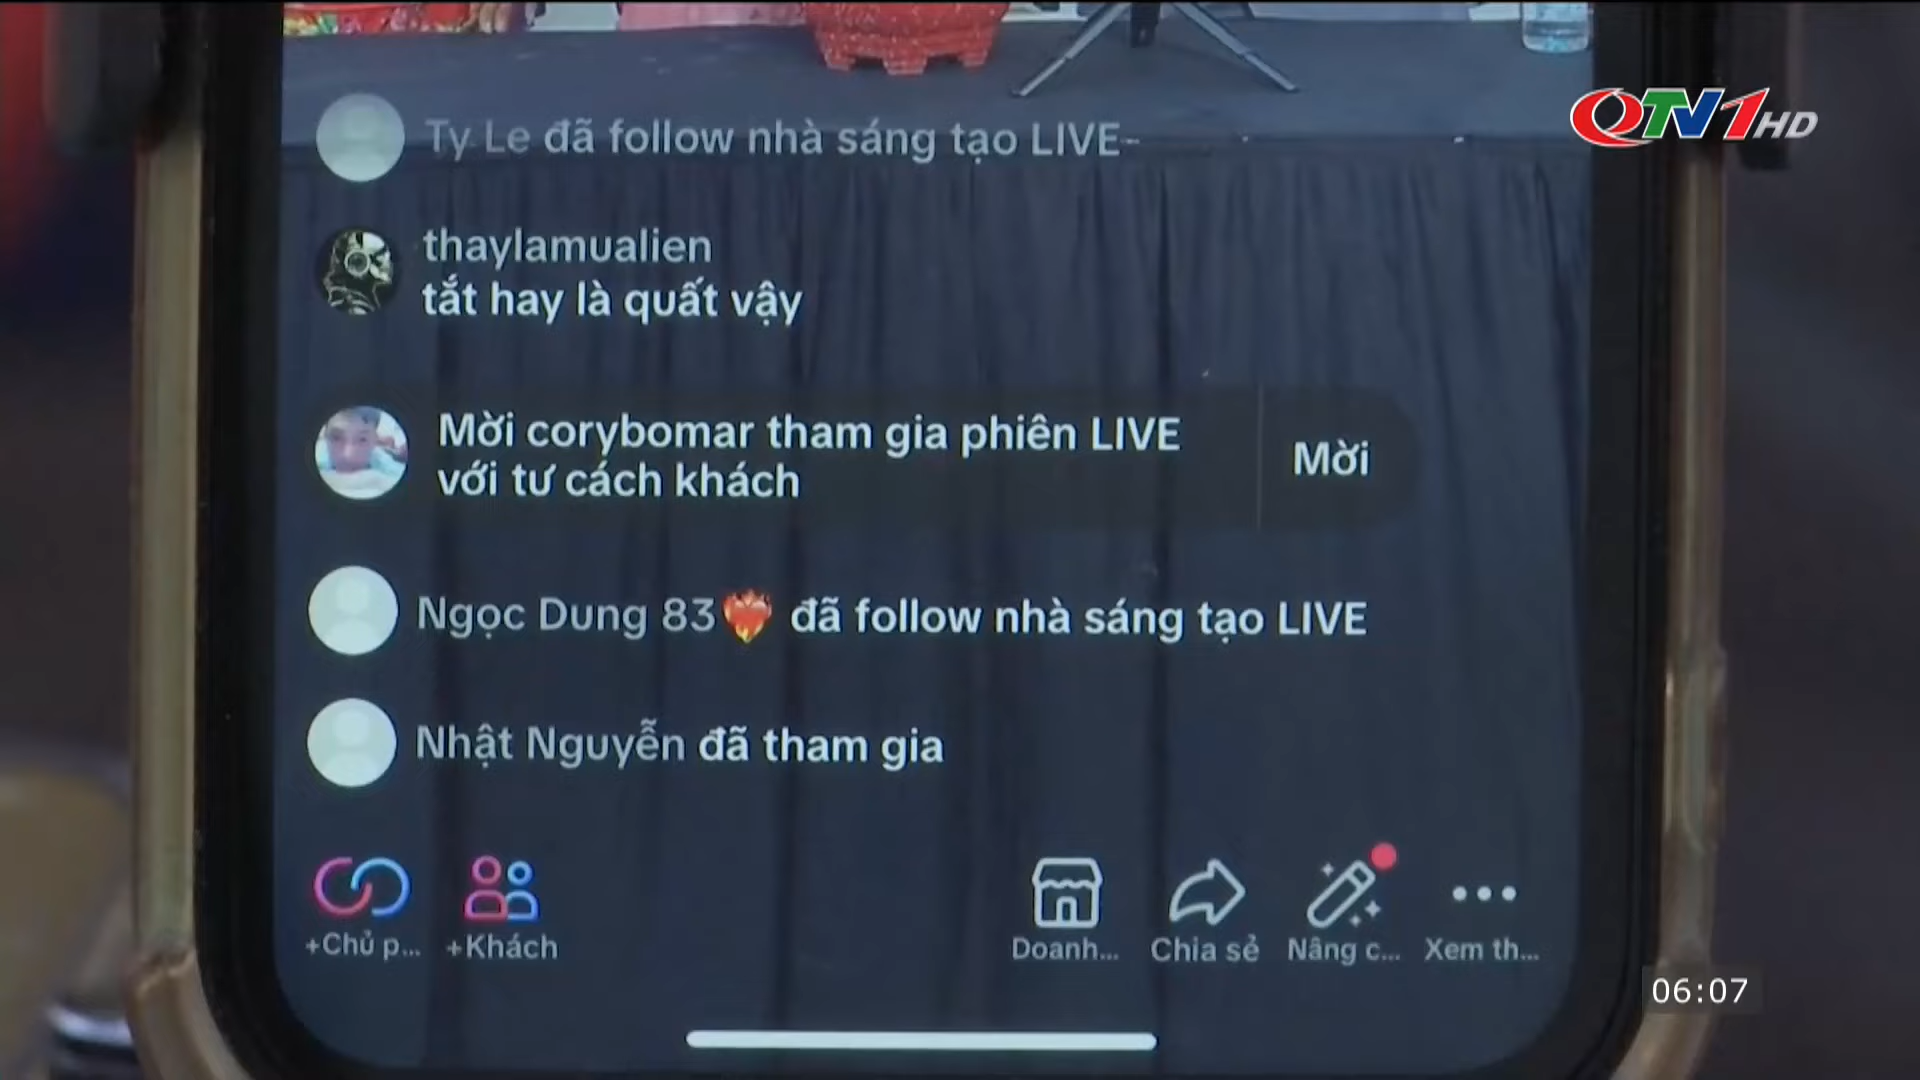 QTV1HD
Ty Le đã follow nhà sáng tạo LIVE
thaylamualien
tắt hay là quất vậy
Mời corybomar tham gia phiên LIVE
với tư cách khách
Mời
Ngọc Dung 83❤️‍🔥 đã follow nhà sáng tạo LIVE
Nhật Nguyễn đã tham gia
+Chủ p... +Khách Doanh... Chia sẻ Nâng c... Xem th...
06:07